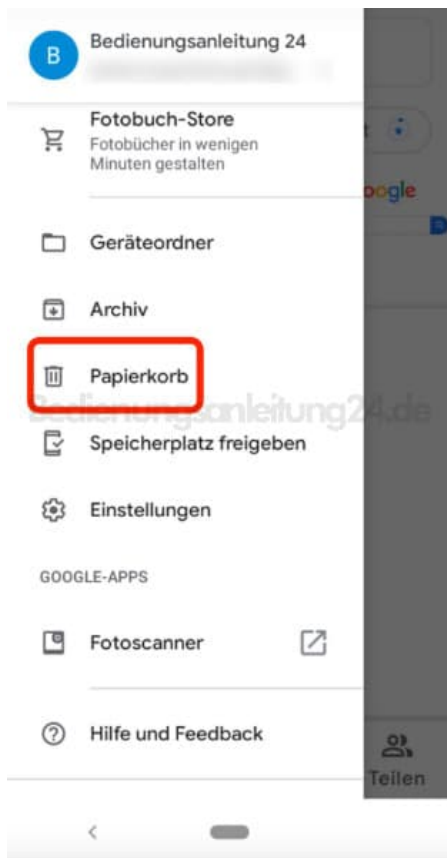 B
Bedienungsanleitung 24
Fotobuch-Store
Fotobücher in wenigen
Minuten gestalten
oogle
Geräteordner
Archiv
Papierkorb
Bedienungsanleitung24.de
Speicherplatz freigeben
Einstellungen
GOOGLE-APPS
Fotoscanner
Hilfe und Feedback
Teilen